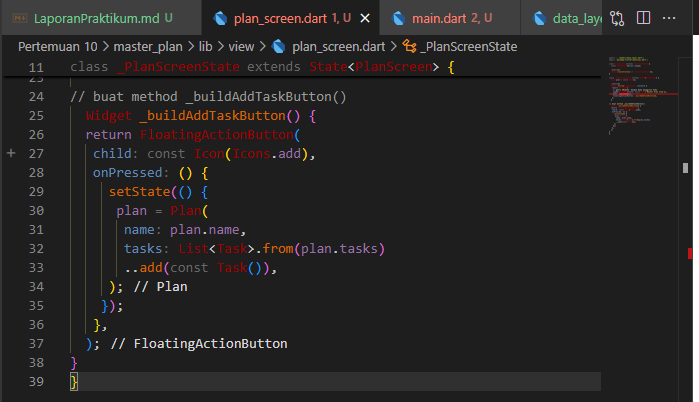 LaporanPraktikum.md U
plan_screen.dart 1, U
main.dart 2, U
data_laye
Pertemuan 10 > master_plan > lib > view > plan_screen.dart > _PlanScreenState
11 class _PlanScreenState extends State<PlanScreen> {
23
24 // buat method _buildAddTaskButton()
25 Widget _buildAddTaskButton() {
26 return FloatingActionButton(
27 child: const Icon(Icons.add),
28 onPressed: () {
29 setState(() {
30 plan = Plan(
31 name: plan.name,
32 tasks: List<Task>.from(plan.tasks)
33 ..add(const Task()),
34 ); // Plan
35 });
36 },
37 ); // FloatingActionButton
38 }
39 }